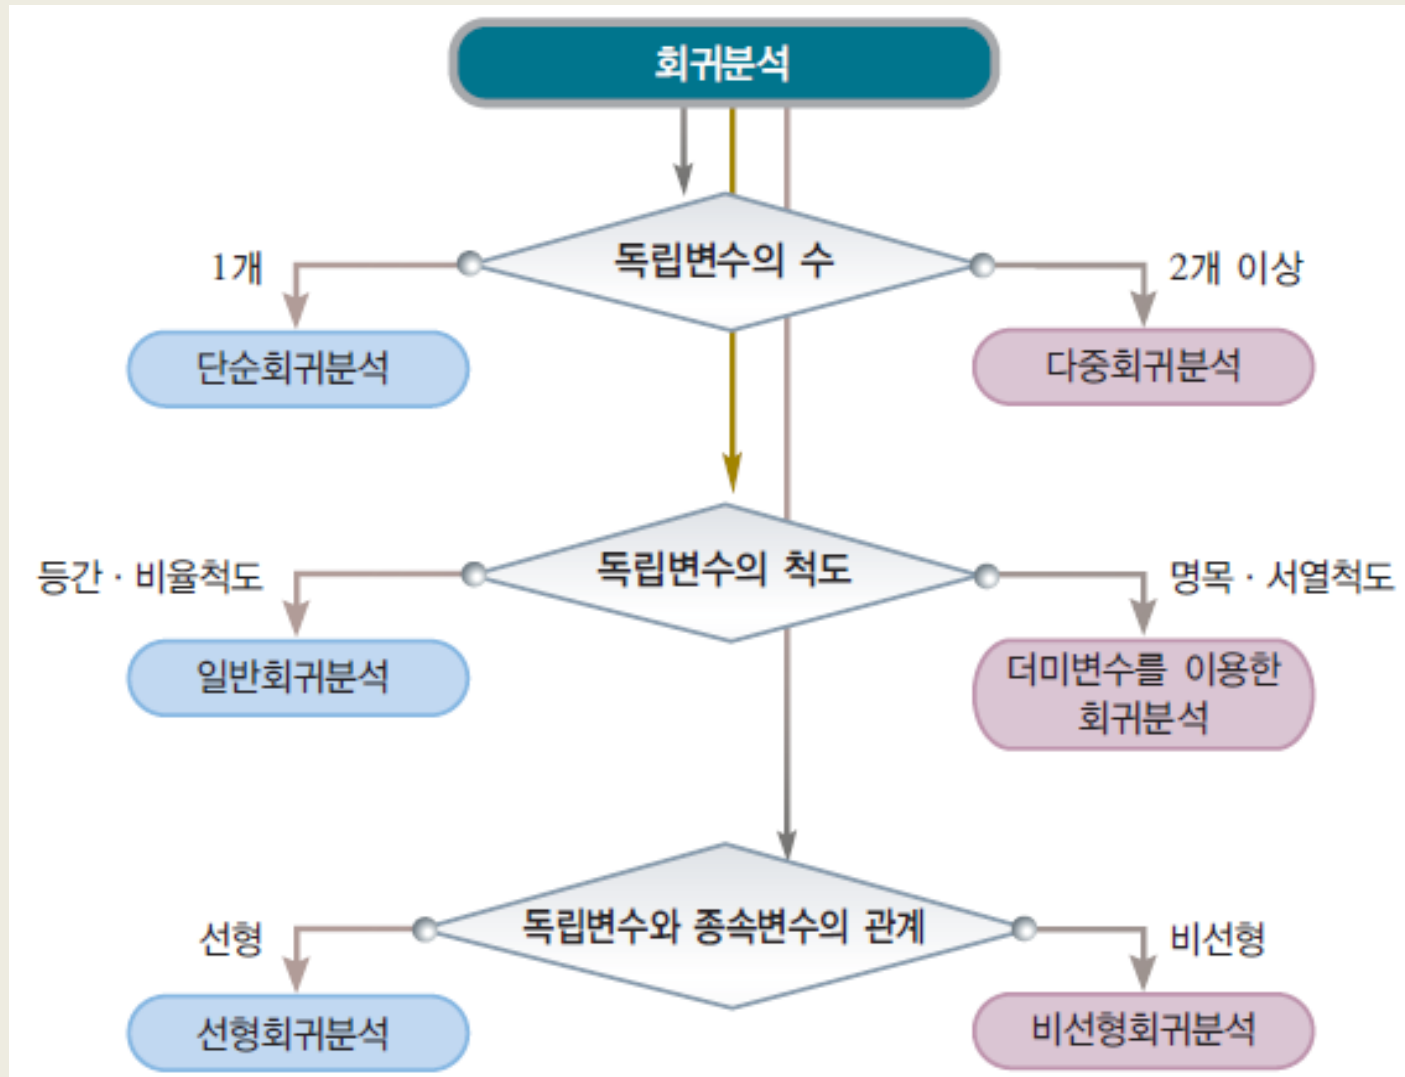 회귀분석
독립변수의 수
1개
2개 이상
단순회귀분석
다중회귀분석
독립변수의 척도
등간 · 비율척도
명목 · 서열척도
일반회귀분석
더미변수를 이용한
회귀분석
독립변수와 종속변수의 관계
선형
비선형
선형회귀분석
비선형회귀분석